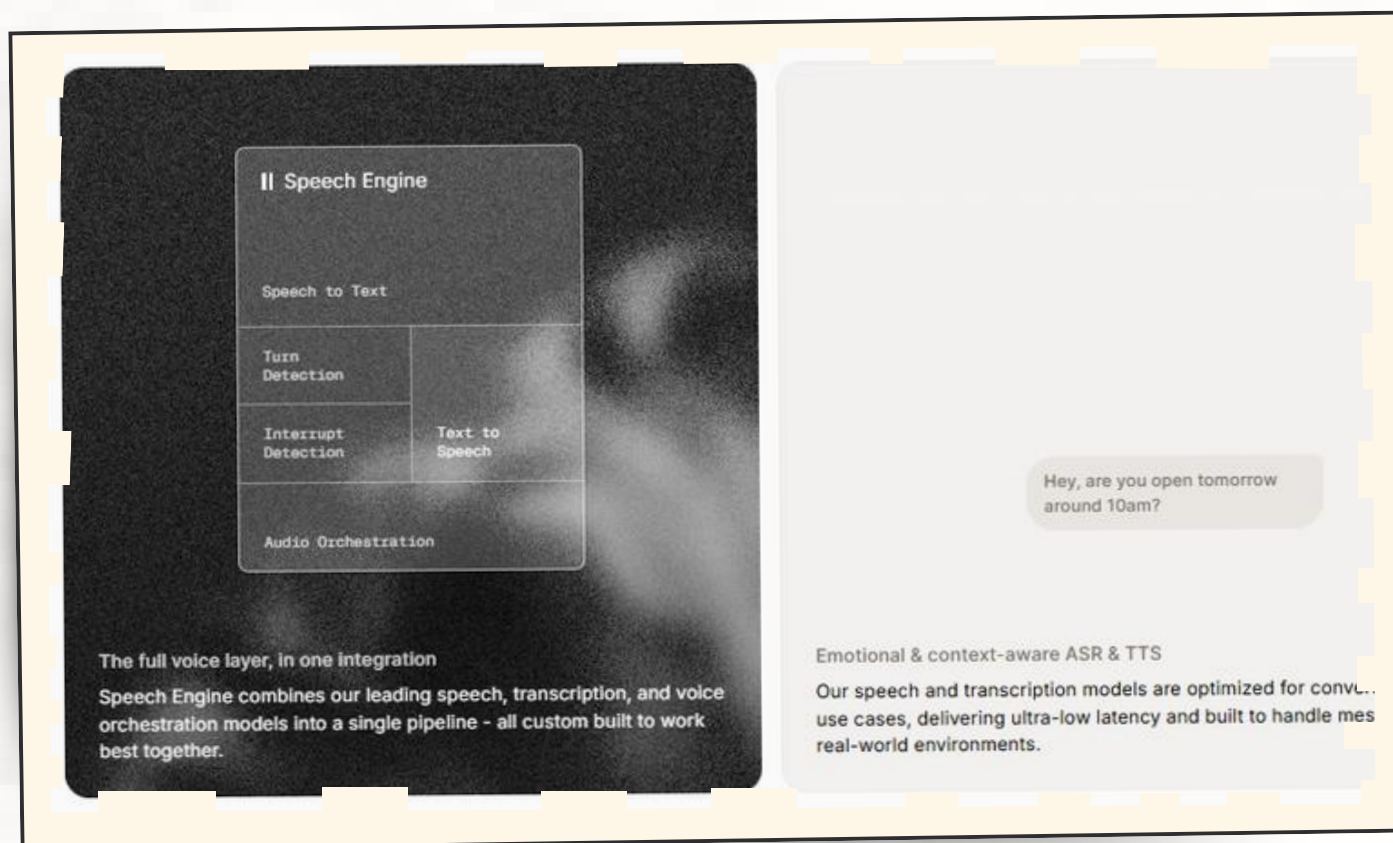 Speech Engine
Speech to Text
Turn
Detection
Interrupt
Detection
Text to
Speech
Audio Orchestration
The full voice layer, in one integration
Speech Engine combines our leading speech, transcription, and voice
orchestration models into a single pipeline - all custom built to work
best together.
Hey, are you open tomorrow
around 10am?
Emotional & context-aware ASR & TTS
Our speech and transcription models are optimized for
use cases, delivering ultra-low latency and built to handle
real-world environments.